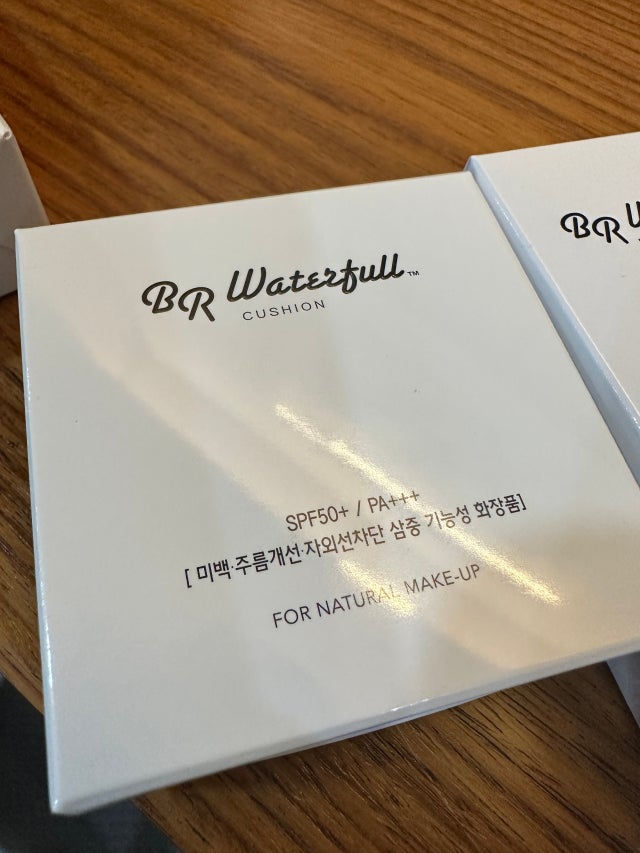 BR Waterfull™
CUSHION
SPF50+ / PA+++
[ 미백·주름개선·자외선차단 삼중 기능성 화장품]
FOR NATURAL MAKE-UP
BR W